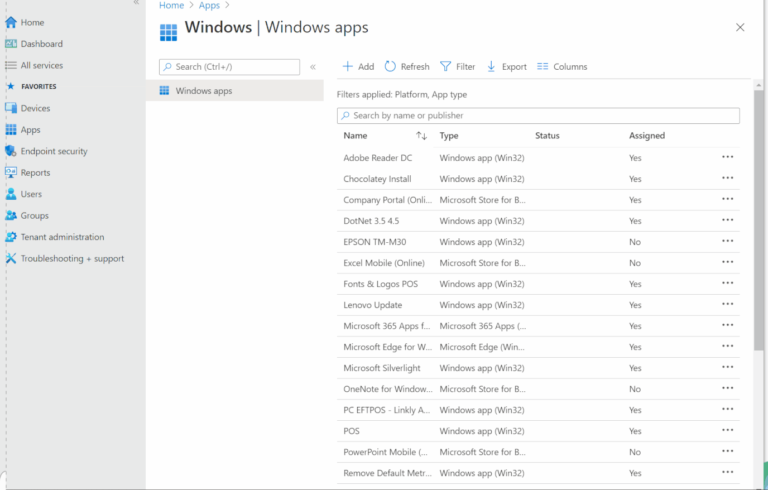 Home > Apps >
Windows | Windows apps
Home
Dashboard
All services
FAVORITES
Devices
Apps
Endpoint security
Reports
Users
Groups
Tenant administration
Troubleshooting + support
Search (Ctrl+/)
Windows apps
Add Refresh Filter Export Columns
Filters applied: Platform, App type
Search by name or publisher
Name Type Status Assigned
Adobe Reader DC Windows app (Win32) Yes
Chocolatey Install Windows app (Win32) Yes
Company Portal (Onli... Microsoft Store for B... Yes
DotNet 3.5 4.5 Windows app (Win32) Yes
EPSON TM-M30 Windows app (Win32) No
Excel Mobile (Online) Microsoft Store for B... No
Fonts & Logos POS Windows app (Win32) Yes
Lenovo Update Windows app (Win32) Yes
Microsoft 365 Apps f... Microsoft 365 Apps (... Yes
Microsoft Edge for W... Microsoft Edge (Win... Yes
Microsoft Silverlight Windows app (Win32) Yes
OneNote for Window... Microsoft Store for B... No
PC EFTPOS - Linkly A... Windows app (Win32) Yes
POS Windows app (Win32) Yes
PowerPoint Mobile (... Microsoft Store for B... No
Remove Default Metr... Windows app (Win32) Yes